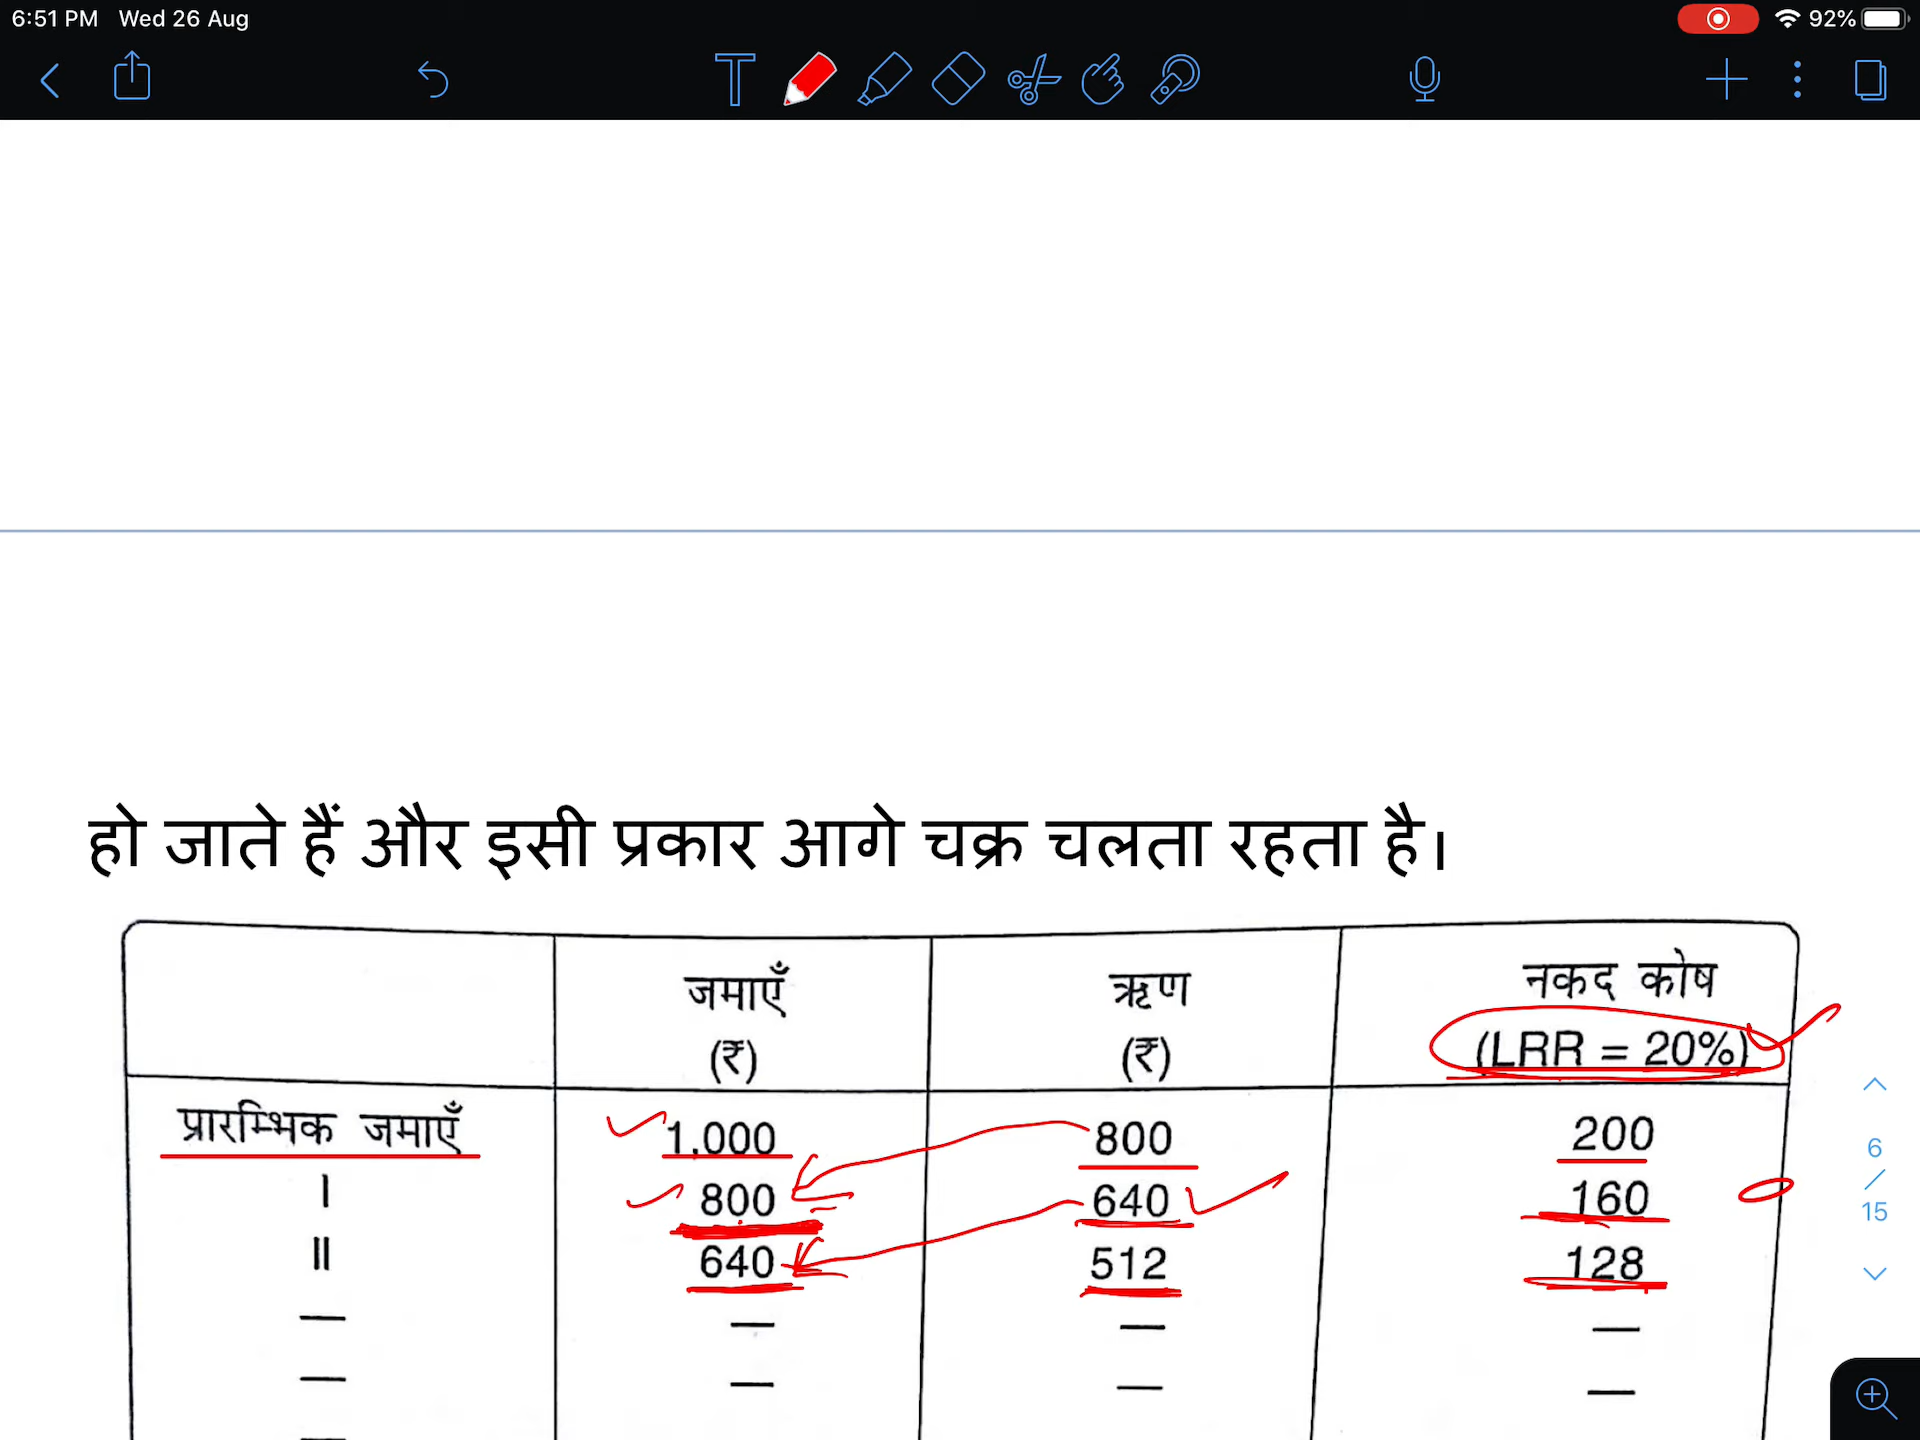 6:51 PM Wed 26 Aug
92%
हो जाते हैं और इसी प्रकार आगे चक्र चलता रहता है।
जमाएँ ऋण नकद कोष
(₹) (₹) (LRR = 20%)
प्रारम्भिक जमाएँ 1,000 800 200
I 800 640 160
II 640 512 128
— — — —
— — — —
6
/
15